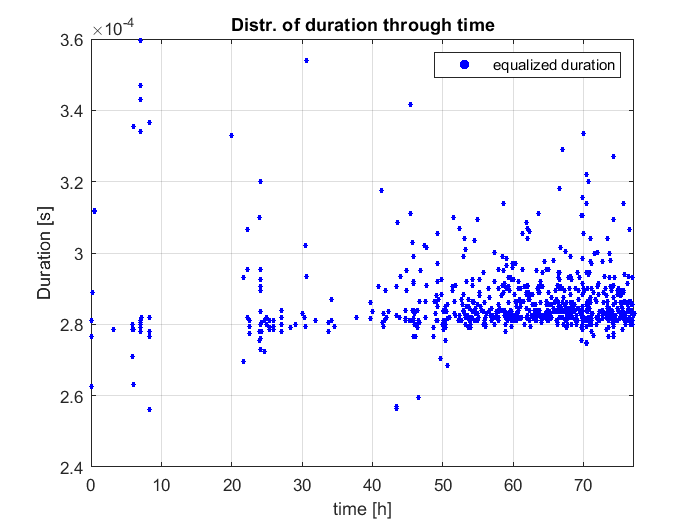 Distr. of duration through time
×10-4
equalized duration
3.6
3.4
3.2
3
2.8
2.6
2.4
Duration [s]
0 10 20 30 40 50 60 70
time [h]